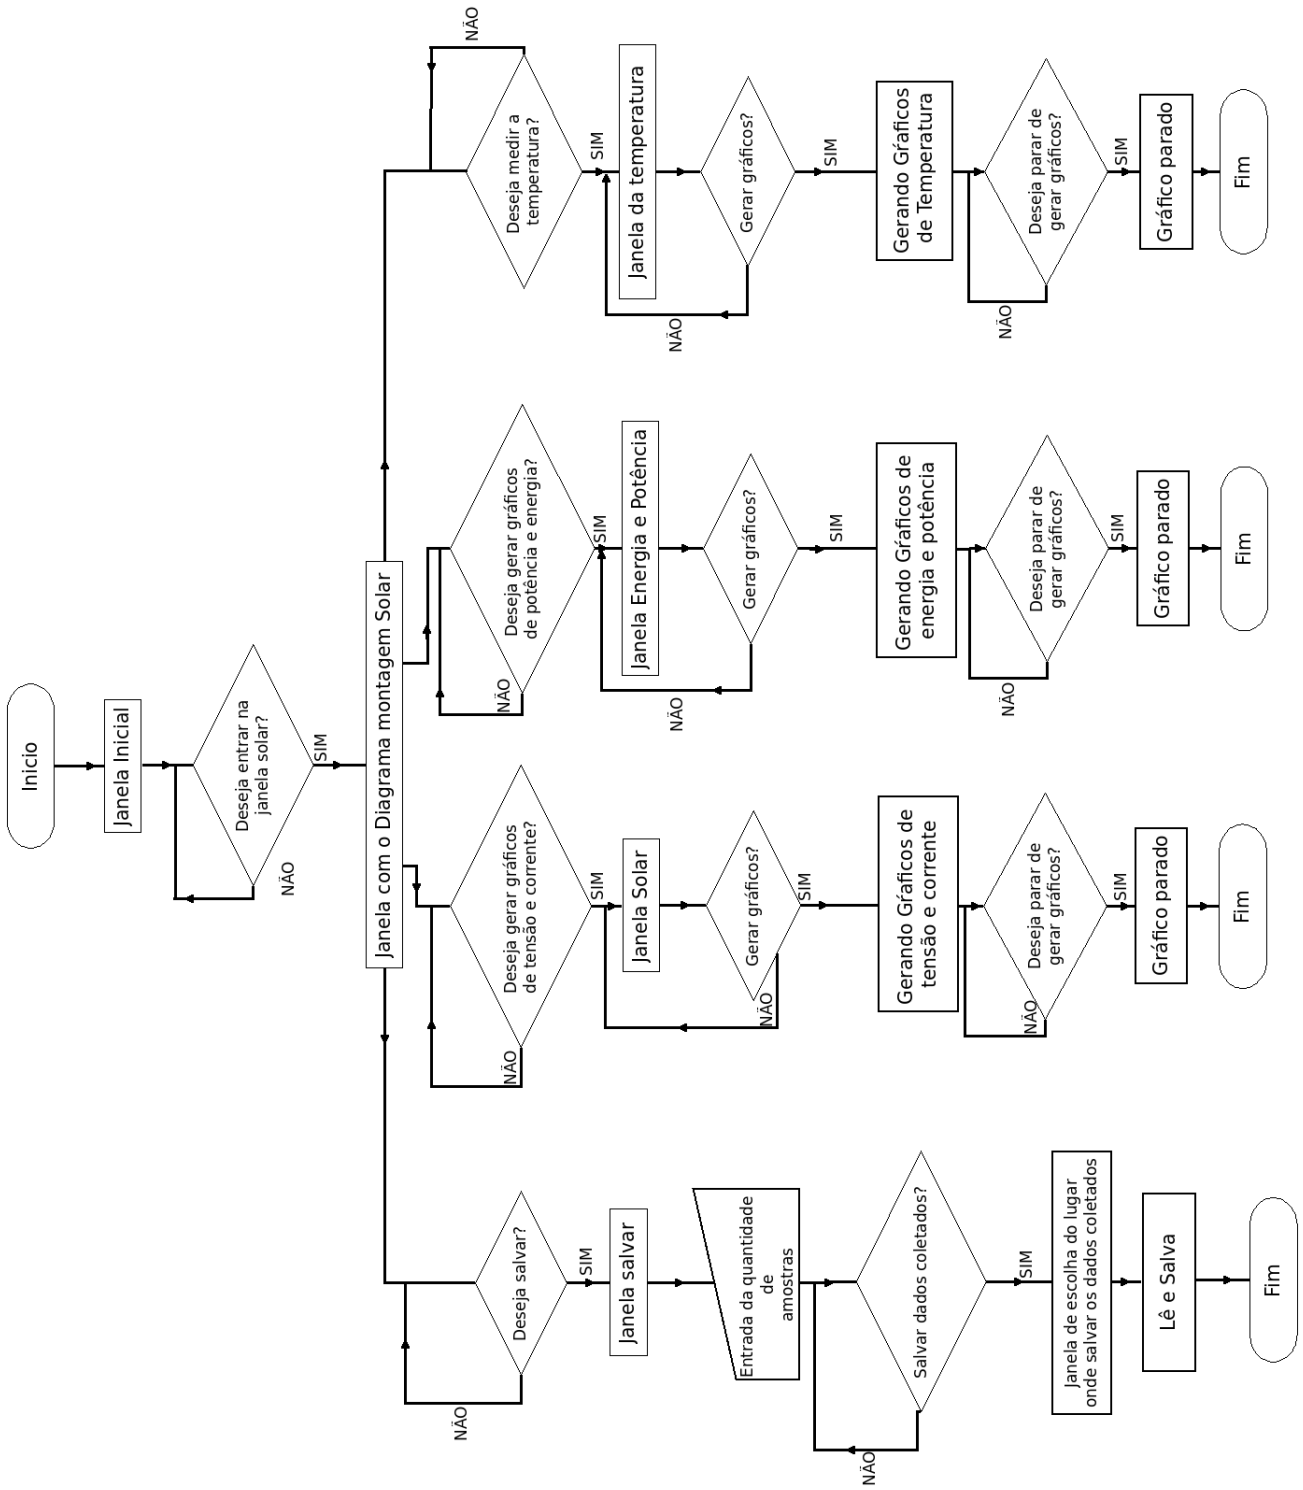 Inicio
Janela Inicial
Deseja entrar na
janela solar?
NÃO
SIM
Janela com o Diagrama montagem Solar
Deseja salvar?
NÃO
SIM
Janela salvar
Entrada da quantidade
de
amostras
Salvar dados coletados?
NÃO
SIM
Janela de escolha do lugar
onde salvar os dados coletados
Lê e Salva
Fim
Deseja gerar gráficos
de tensão e corrente?
NÃO
SIM
Janela Solar
Gerar gráficos?
NÃO
SIM
Gerando Gŕaficos de
tensão e corrente
Deseja parar de
gerar gráficos?
NÃO
SIM
Gráfico parado
Fim
Deseja gerar gráficos
de potência e energia?
NÃO
SIM
Janela Energia e Potência
Gerar gráficos?
NÃO
SIM
Gerando Gŕaficos de
energia e potência
Deseja parar de
gerar gráficos?
NÃO
SIM
Gráfico parado
Fim
Deseja medir a
temperatura?
NÃO
SIM
Janela da temperatura
Gerar gráficos?
NÃO
SIM
Gerando Gŕaficos
de Temperatura
Deseja parar de
gerar gráficos?
NÃO
SIM
Gráfico parado
Fim